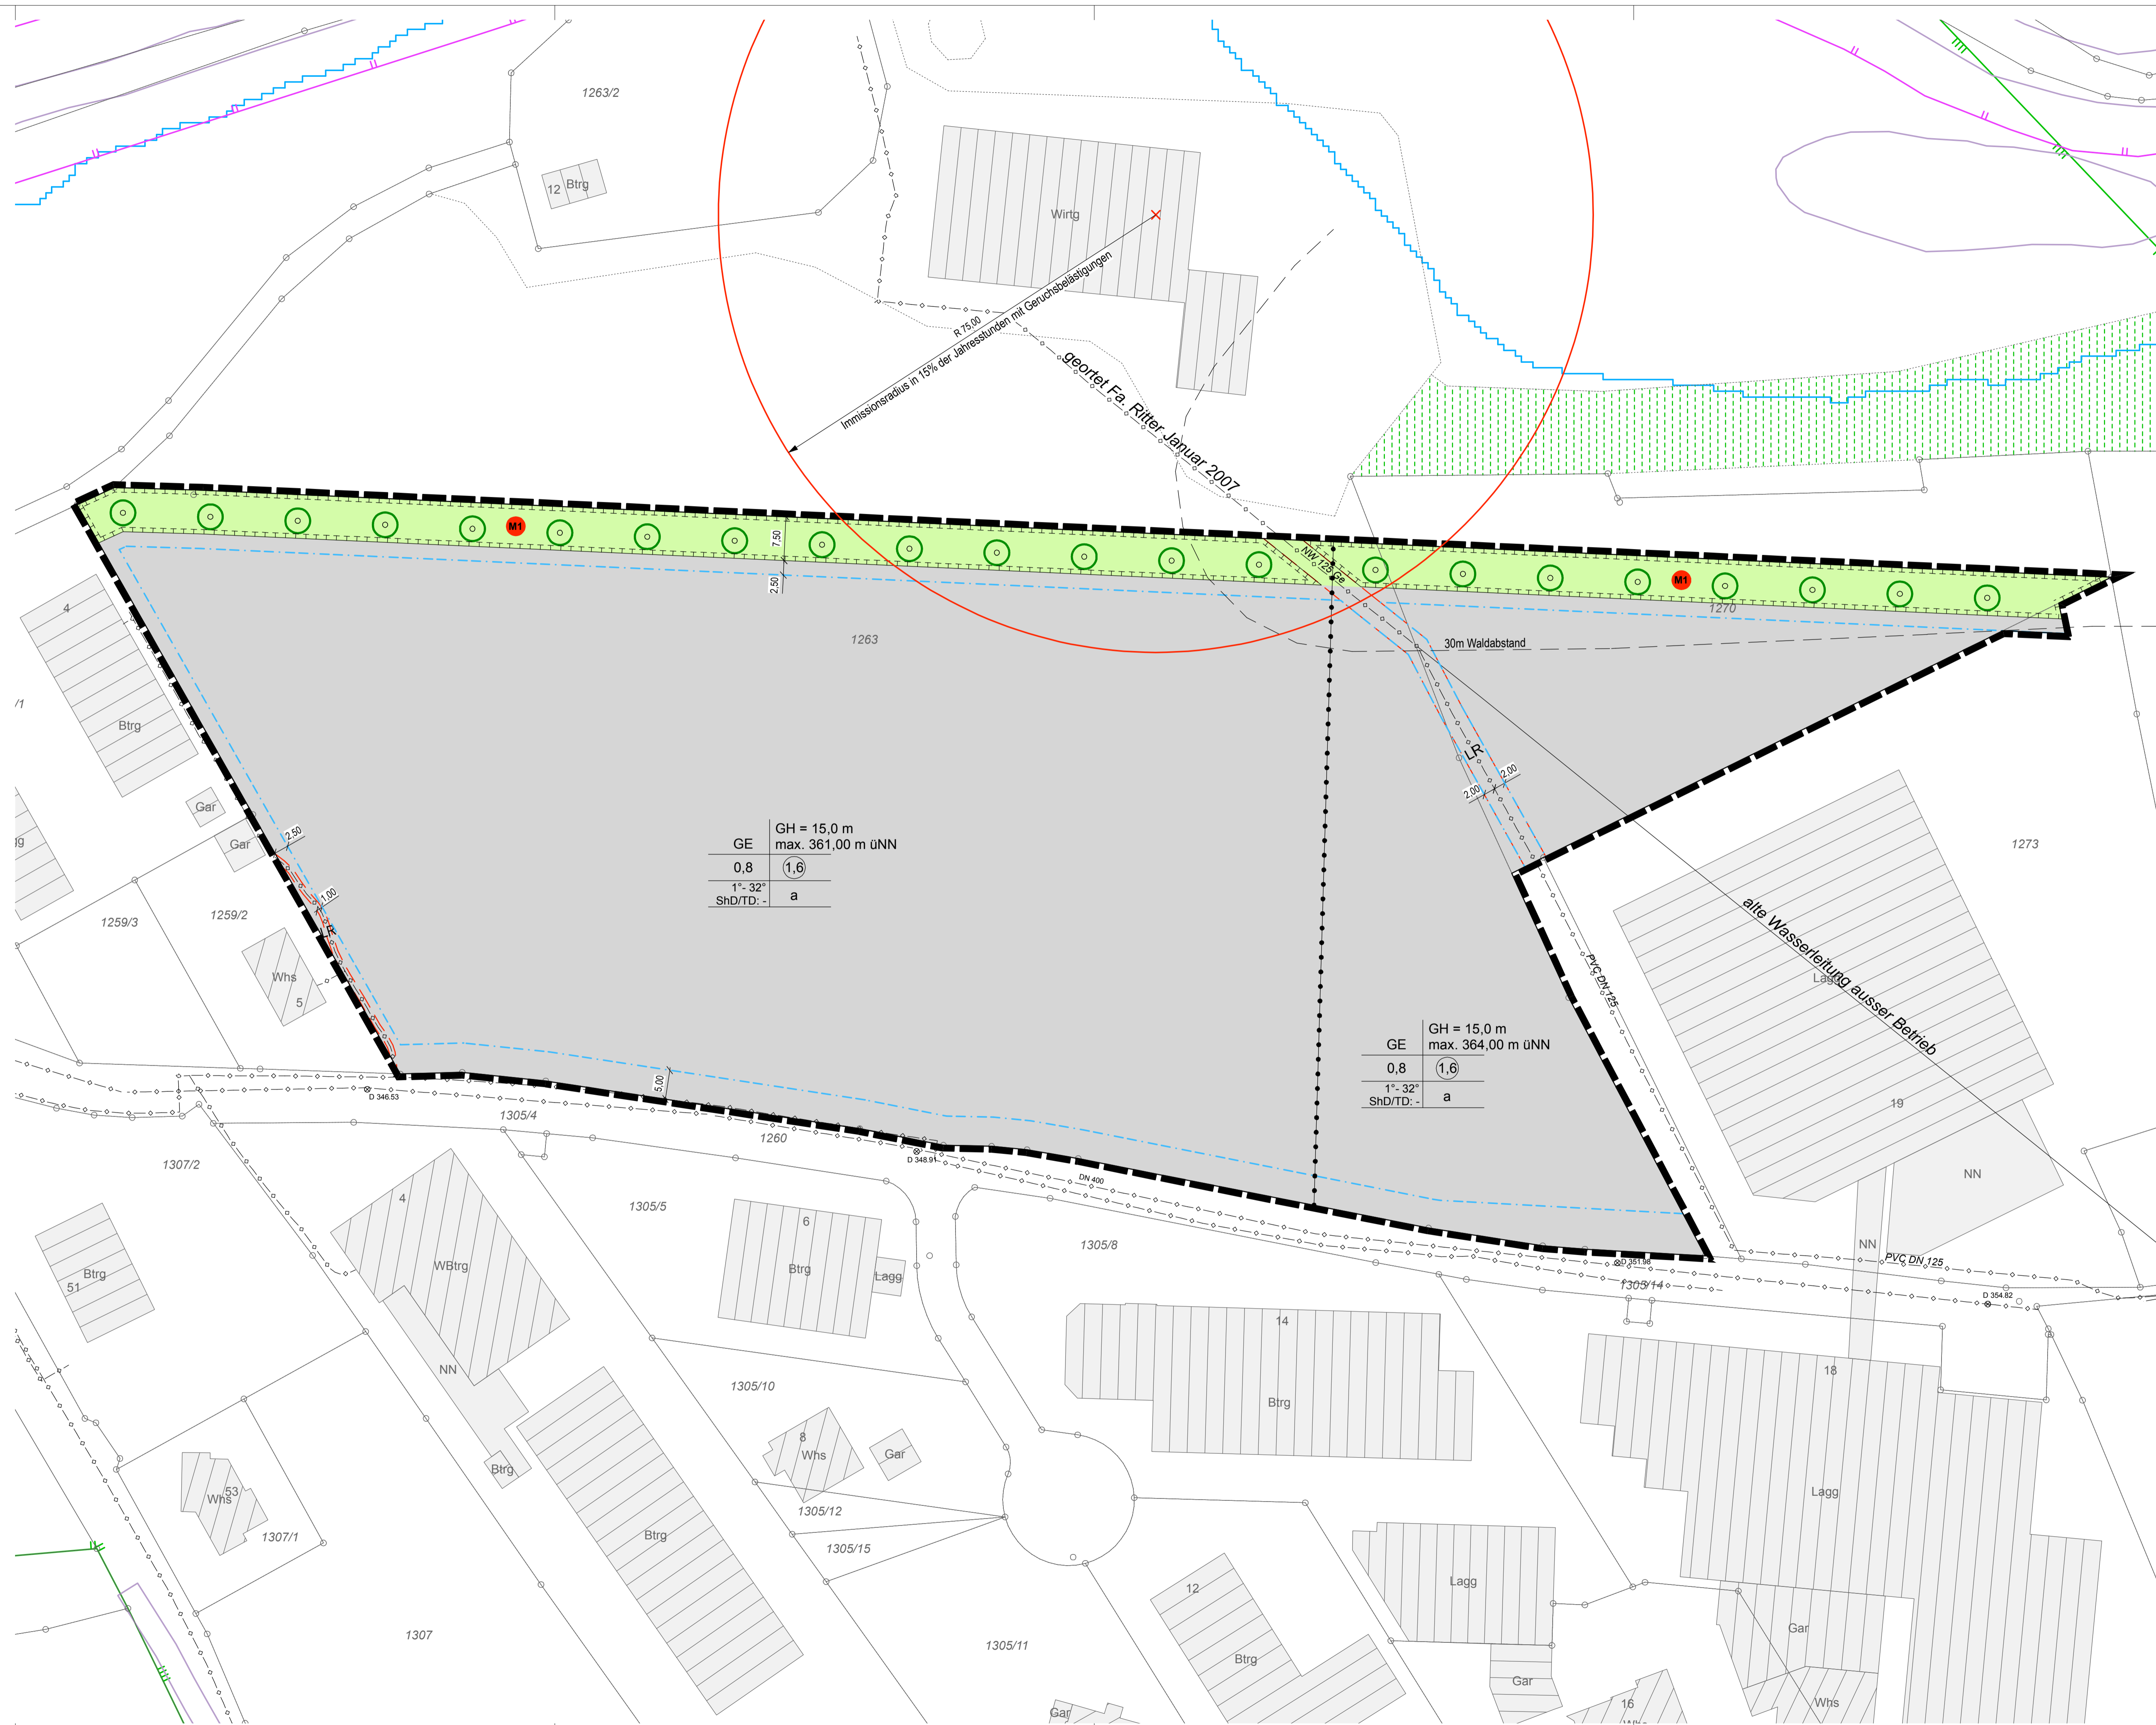 1263/2
12
Btrg
Wirtg
R 75,00
Immissionsradius in 15% der Jahresstunden mit Geruchsbelästigungen
geortet Fa. Ritter Januar 2007
M1
7.50
2.50
NW 125 Ge
M1
1270
30m Waldabstand
1263
4
Btrg
/1
Gar
Gar
2.50
1.00
LR
1259/3
1259/2
Whs
5
LR
2,00
2,00
GE
GH = 15,0 m
max. 361,00 m üNN
0,8
1,6
1°- 32°
ShD/TD: -
a
1273
alte Wasserleitung ausser Betrieb
Lagg
PVC DN 125
19
NN
NN
GE
GH = 15,0 m
max. 364,00 m üNN
0,8
1,6
1°- 32°
ShD/TD: -
a
5.00
D 346.53
1305/4
1260
D 348.91
DN 400
1307/2
4
WBtrg
1305/5
6
Btrg
Lagg
1305/8
D 351.98
1305/14
PVC DN 125
D 354.82
51
Btrg
NN
14
Btrg
18
Lagg
1305/10
8
Whs
Gar
Btrg
53
Whs
1307/1
Btrg
1305/12
1305/15
1307
1305/11
12
Btrg
Lagg
Gar
Gar
Gar
16
Whs
Whs